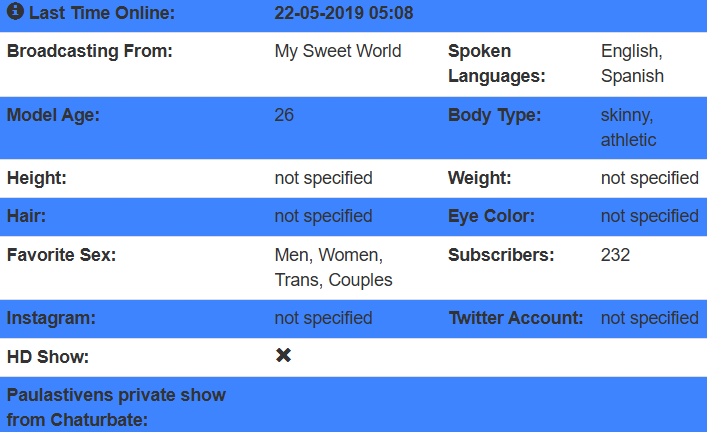 Last Time Online: 22-05-2019 05:08
Broadcasting From: My Sweet World Spoken Languages: English, Spanish
Model Age: 26 Body Type: skinny, athletic
Height: not specified Weight: not specified
Hair: not specified Eye Color: not specified
Favorite Sex: Men, Women, Trans, Couples Subscribers: 232
Instagram: not specified Twitter Account: not specified
HD Show: ✖
Paulastivens private show
from Chaturbate: